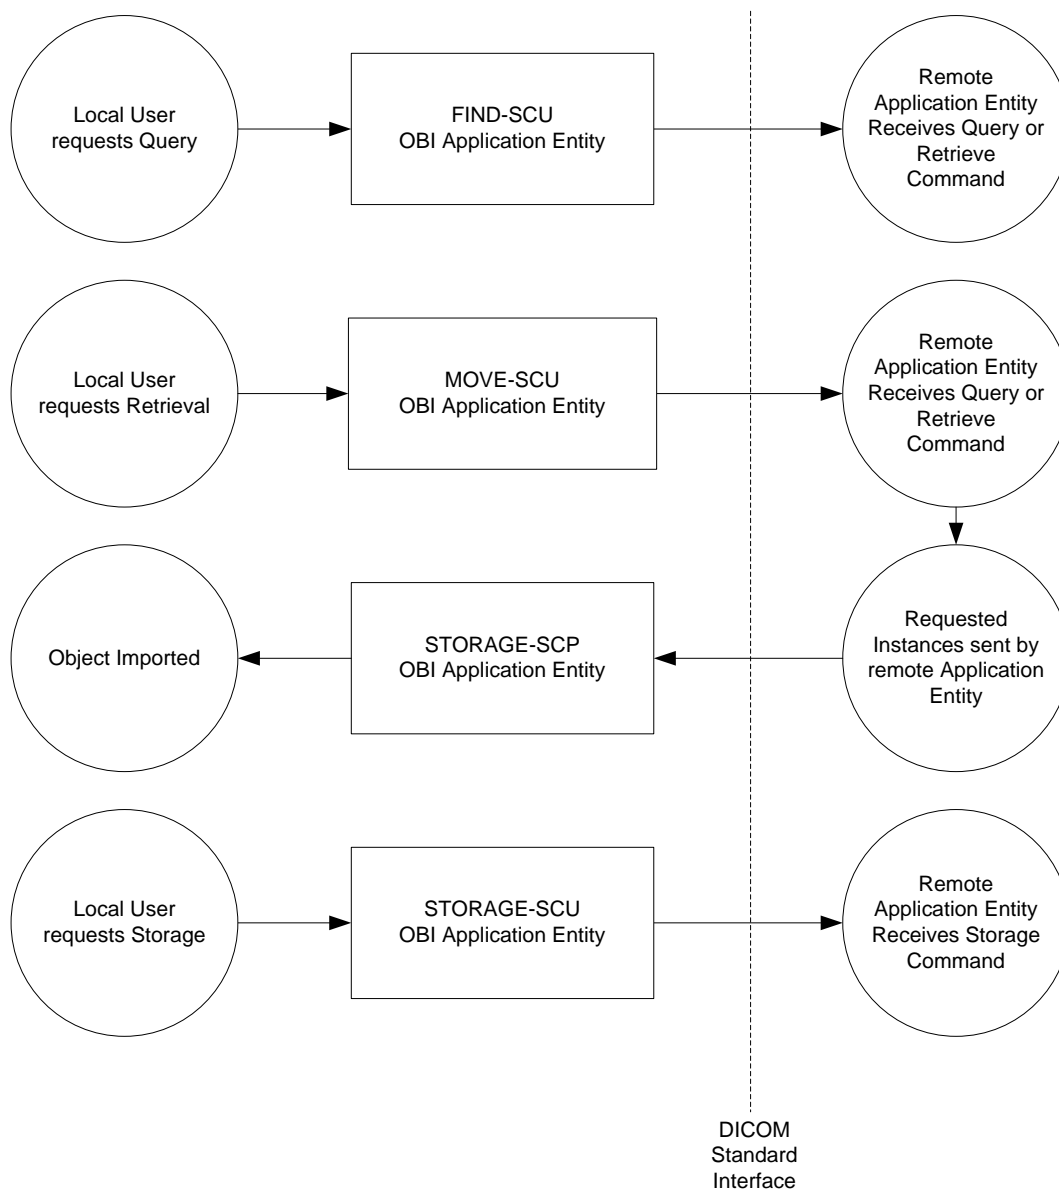 Local User
requests Query
FIND-SCU
OBI Application Entity
Remote
Application Entity
Receives Query or
Retrieve
Command
Local User
requests Retrieval
MOVE-SCU
OBI Application Entity
Remote
Application Entity
Receives Query or
Retrieve
Command
Object Imported
STORAGE-SCP
OBI Application Entity
Requested
Instances sent by
remote Application
Entity
Local User
requests Storage
STORAGE-SCU
OBI Application Entity
Remote
Application Entity
Receives Storage
Command
DICOM
Standard
Interface